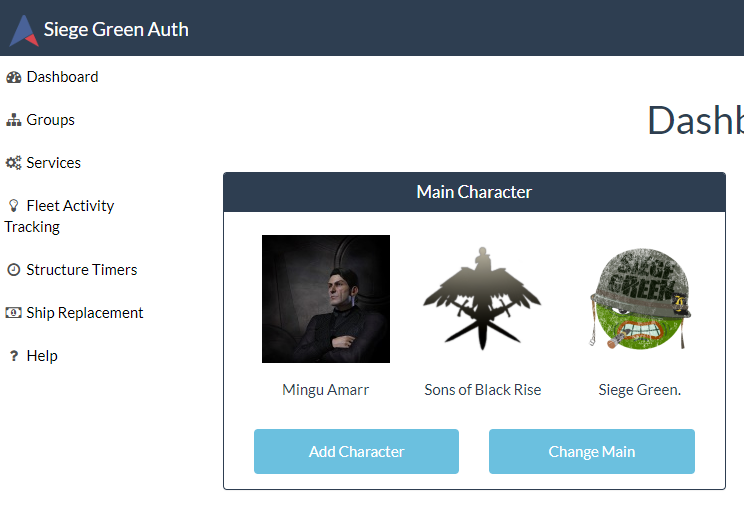 Siege Green Auth
Dashboard
Groups
Services
Fleet Activity
Tracking
Structure Timers
Ship Replacement
? Help
Dashb
Main Character
SIEGE
GREEN
Mingu Amarr
Sons of Black Rise
Siege Green.
Add Character
Change Main